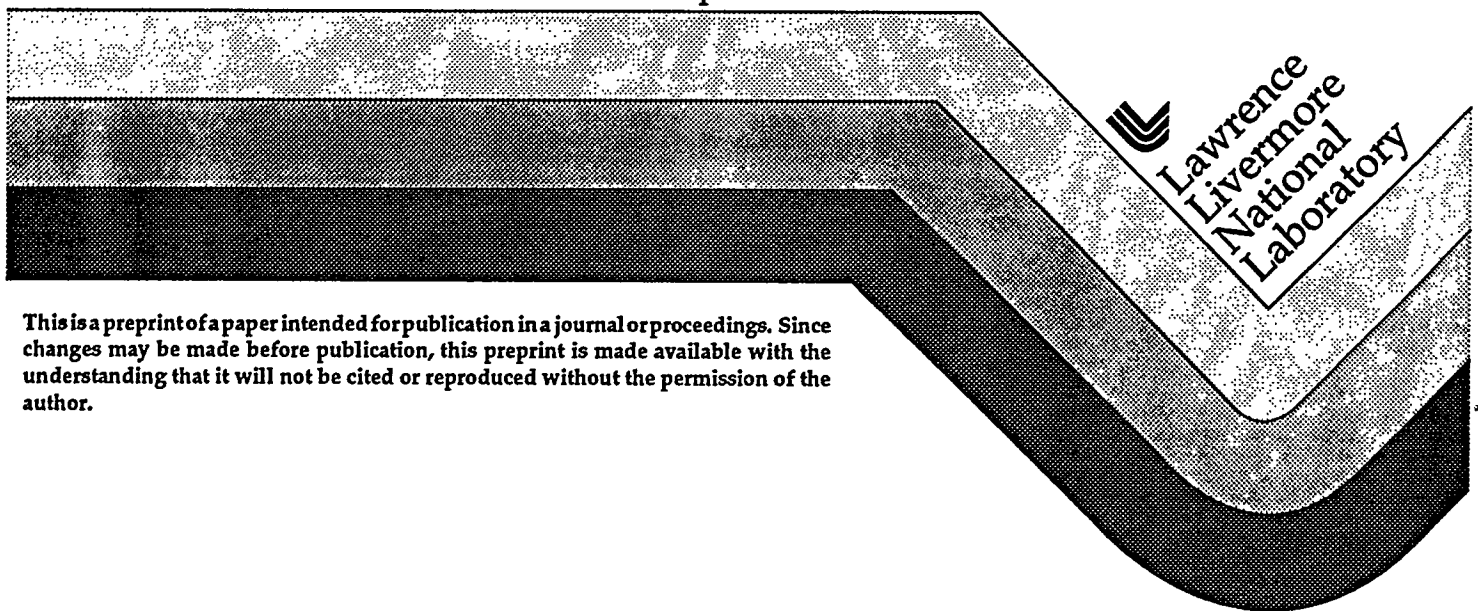 Lawrence
Livermore
National
Laboratory
This is a preprint of a paper intended for publication in a journal or proceedings. Since
changes may be made before publication, this preprint is made available with the
understanding that it will not be cited or reproduced without the permission of the
author.